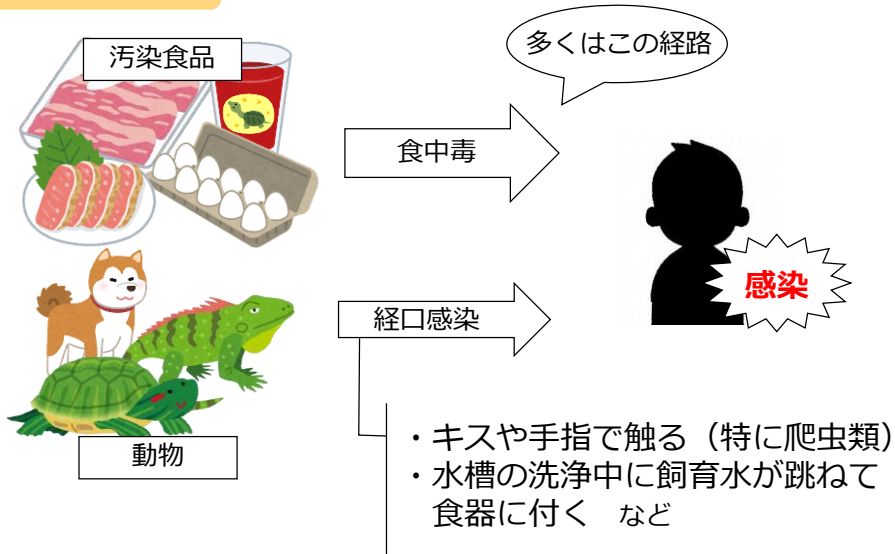 汚染食品
多くはこの経路
食中毒
感染
経口感染
動物
・キスや手指で触る（特に爬虫類）
・水槽の洗浄中に飼育水が跳ねて
食器に付く　など